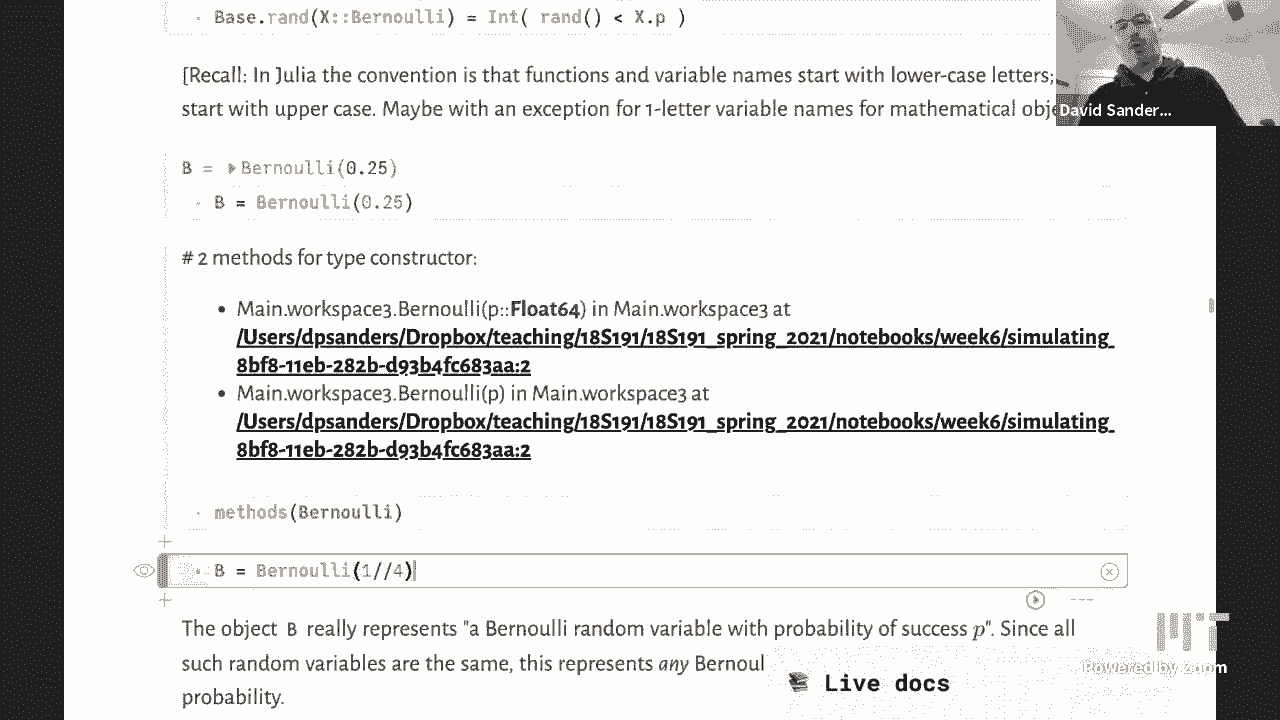 Base.rand(X::Bernoulli) = Int( rand() < X.p )
[Recall: In Julia the convention is that functions and variable names start with lower-case letters;
start with upper case. Maybe with an exception for 1-letter variable names for mathematical obje
David Sander...
B = Bernoulli(0.25)
B = Bernoulli(0.25)
# 2 methods for type constructor:
• Main.workspace3.Bernoulli(p::Float64) in Main.workspace3 at
/Users/dpsanders/Dropbox/teaching/18S191/18S191_spring_2021/notebooks/week6/simulating_
8bf8-11eb-282b-d93b4fc683aa:2
• Main.workspace3.Bernoulli(p) in Main.workspace3 at
/Users/dpsanders/Dropbox/teaching/18S191/18S191_spring_2021/notebooks/week6/simulating_
8bf8-11eb-282b-d93b4fc683aa:2
methods(Bernoulli)
B = Bernoulli(1//4)
The object B really represents "a Bernoulli random variable with probability of success p". Since all
such random variables are the same, this represents any Bernoul
probability.
Live docs
MIT
Powered by Zoom